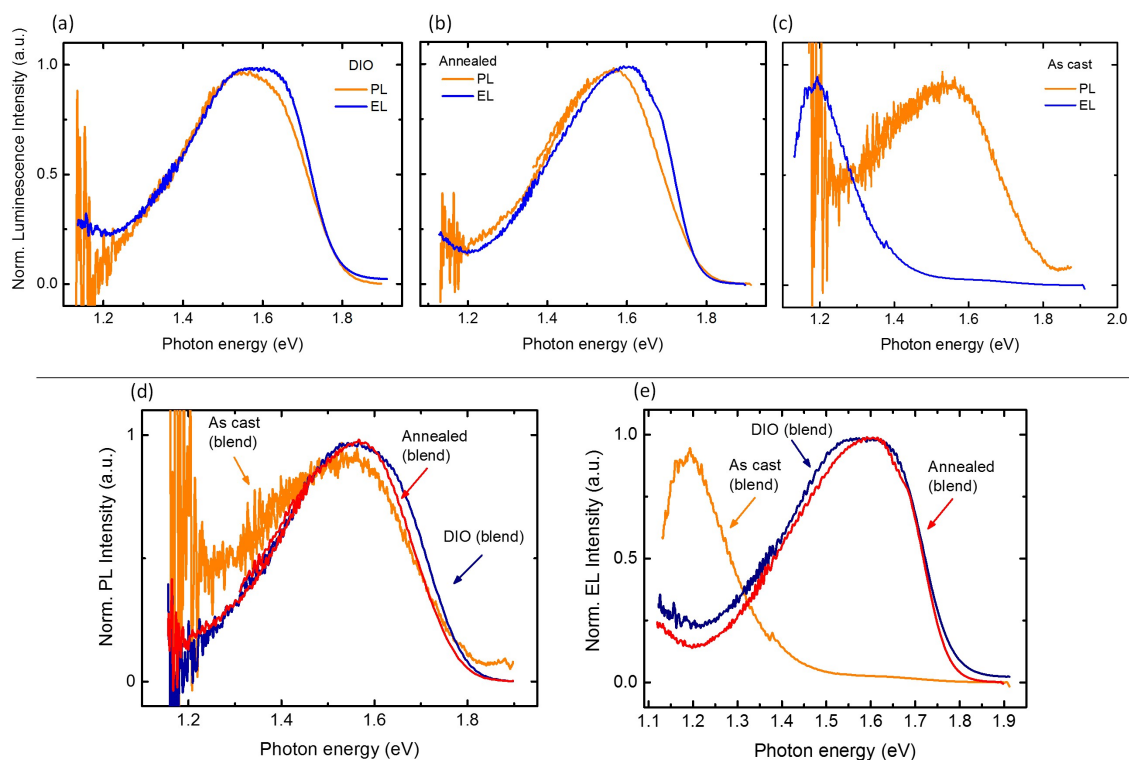 (a)
(b)
(c)
Norm. Luminescence Intensity (a.u.)
1.0
0.5
0.0
DIO
PL
EL
1.2
1.4
1.6
1.8
Photon energy (eV)
Annealed
PL
EL
1.2
1.4
1.6
1.8
Photon energy (eV)
As cast
PL
EL
1.2
1.4
1.6
1.8
2.0
Photon energy (eV)
(d)
(e)
Norm. PL Intensity (a.u.)
1
0
As cast
(blend)
Annealed
(blend)
DIO (blend)
1.2
1.4
1.6
1.8
Photon energy (eV)
Norm. EL Intensity (a.u.)
1.0
0.5
0.0
DIO (blend)
As cast
(blend)
Annealed
(blend)
1.1
1.2
1.3
1.4
1.5
1.6
1.7
1.8
1.9
Photon energy (eV)